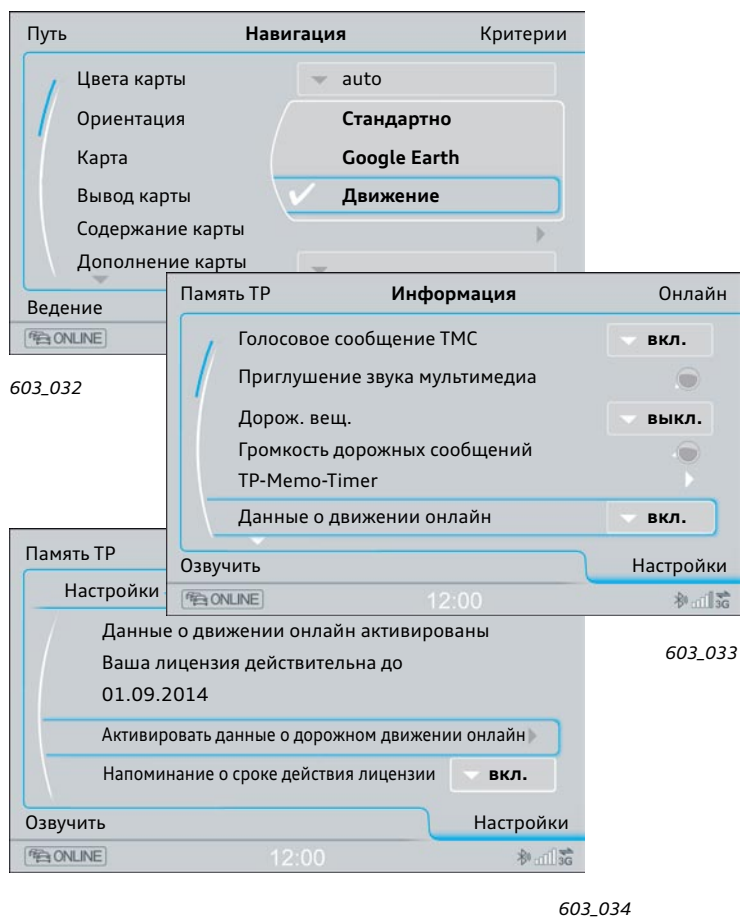 Путь Навигация Критерии
Цвета карты auto
Ориентация Стандартно
Карта Google Earth
Вывод карты Движение
Содержание карты
Дополнение карты
Ведение
ONLINE
603_032
Память ТР Информация Онлайн
Голосовое сообщение ТМС вкл.
Приглушение звука мультимедиа
Дорож. вещ. выкл.
Громкость дорожных сообщений
TP-Memo-Timer
Данные о движении онлайн вкл.
Озвучить Настройки
ONLINE 12:00 3G
603_033
Память ТР
Настройки
Данные о движении онлайн активированы
Ваша лицензия действительна до
01.09.2014
Активировать данные о дорожном движении онлайн
Напоминание о сроке действия лицензии вкл.
Озвучить Настройки
ONLINE 12:00 3G
603_034